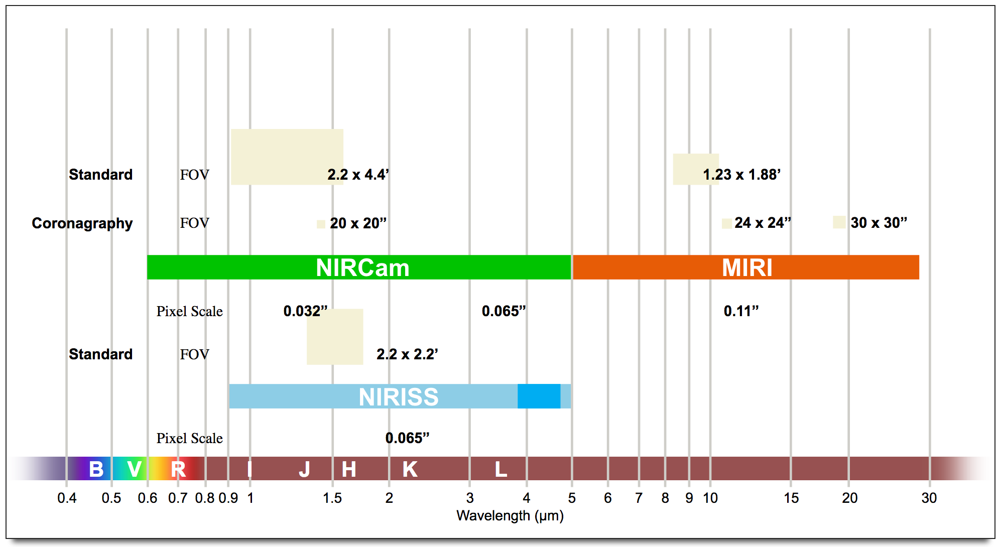 Standard FOV 2.2 x 4.4’ 1.23 x 1.88’
Coronagraphy FOV 20 x 20” 24 x 24” 30 x 30”
NIRCam MIRI
Pixel Scale 0.032” 0.065” 0.11”
Standard FOV 2.2 x 2.2’
NIRISS
Pixel Scale 0.065”
B V R I J H K L
0.4 0.5 0.6 0.7 0.8 0.9 1 1.5 2 3 4 5 6 7 8 9 10 15 20 30
Wavelength (µm)